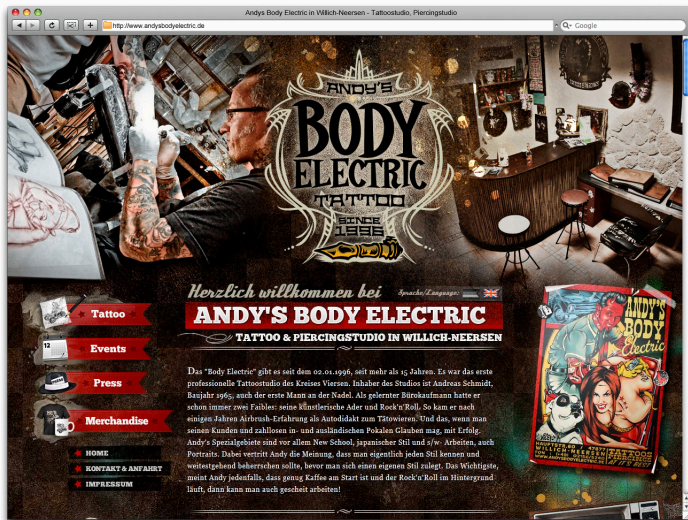 Andys Body Electric in Willich-Neersen - Tattoostudio, Piercingstudio
http://www.andysbodyelectric.de
Google
ANDY'S
BODY
ELECTRIC
TATTOO
SINCE
1996
Herzlich willkommen bei
Sprache/Language:
ANDY'S BODY ELECTRIC
TATTOO & PIERCINGSTUDIO IN WILLICH-NEERSEN
Tattoo
12
Events
Press
Merchandise
HOME
KONTAKT & ANFAHRT
IMPRESSUM
Das "Body Electric" gibt es seit dem 02.01.1996, seit mehr als 15 Jahren. Es war das erste
professionelle Tattoostudio des Kreises Viersen. Inhaber des Studios ist Andreas Schmidt,
Baujahr 1965, auch der erste Mann an der Nadel. Als gelernter Bürokaufmann hatte er
schon immer zwei Faibles: seine künstlerische Ader und Rock'n'Roll. So kam er nach
einigen Jahren Airbrush-Erfahrung als Autodidakt zum Tätowieren. Und das, wenn man
seinen Kunden und zahllosen in- und ausländischen Pokalen Glauben mag, mit Erfolg.
Andy's Spezialgebiete sind vor allem New School, japanischer Stil und s/w- Arbeiten, auch
Portraits. Dabei vertritt Andy die Meinung, dass man eigentlich jeden Stil kennen und
weitestgehend beherrschen sollte, bevor man sich einen eigenen Stil zulegt. Das Wichtigste,
meint Andy jedenfalls, dass genug Kaffee am Start ist und der Rock'n'Roll im Hintergrund
läuft, dann kann man auch gescheit arbeiten!
ANDY'S
BODY
Electric
TATTOOS